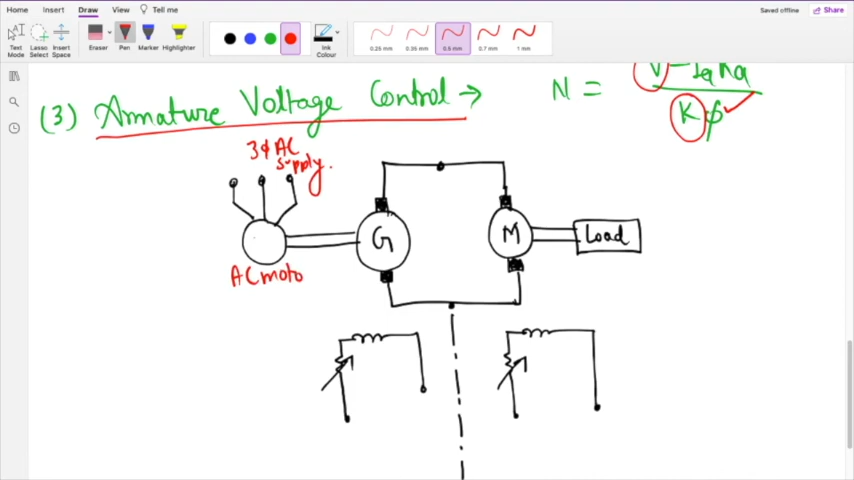 Home Insert Draw View Tell me Saved offline Share
Text Mode Lasso Select Insert Space Eraser Pen Marker Highlighter Ink Colour 0.25 mm 0.35 mm 0.5 mm 0.7 mm 1 mm
(3) Armature Voltage Control → N = V - IaRa
Kφ
3φ AC
supply.
G M Load
AC moto